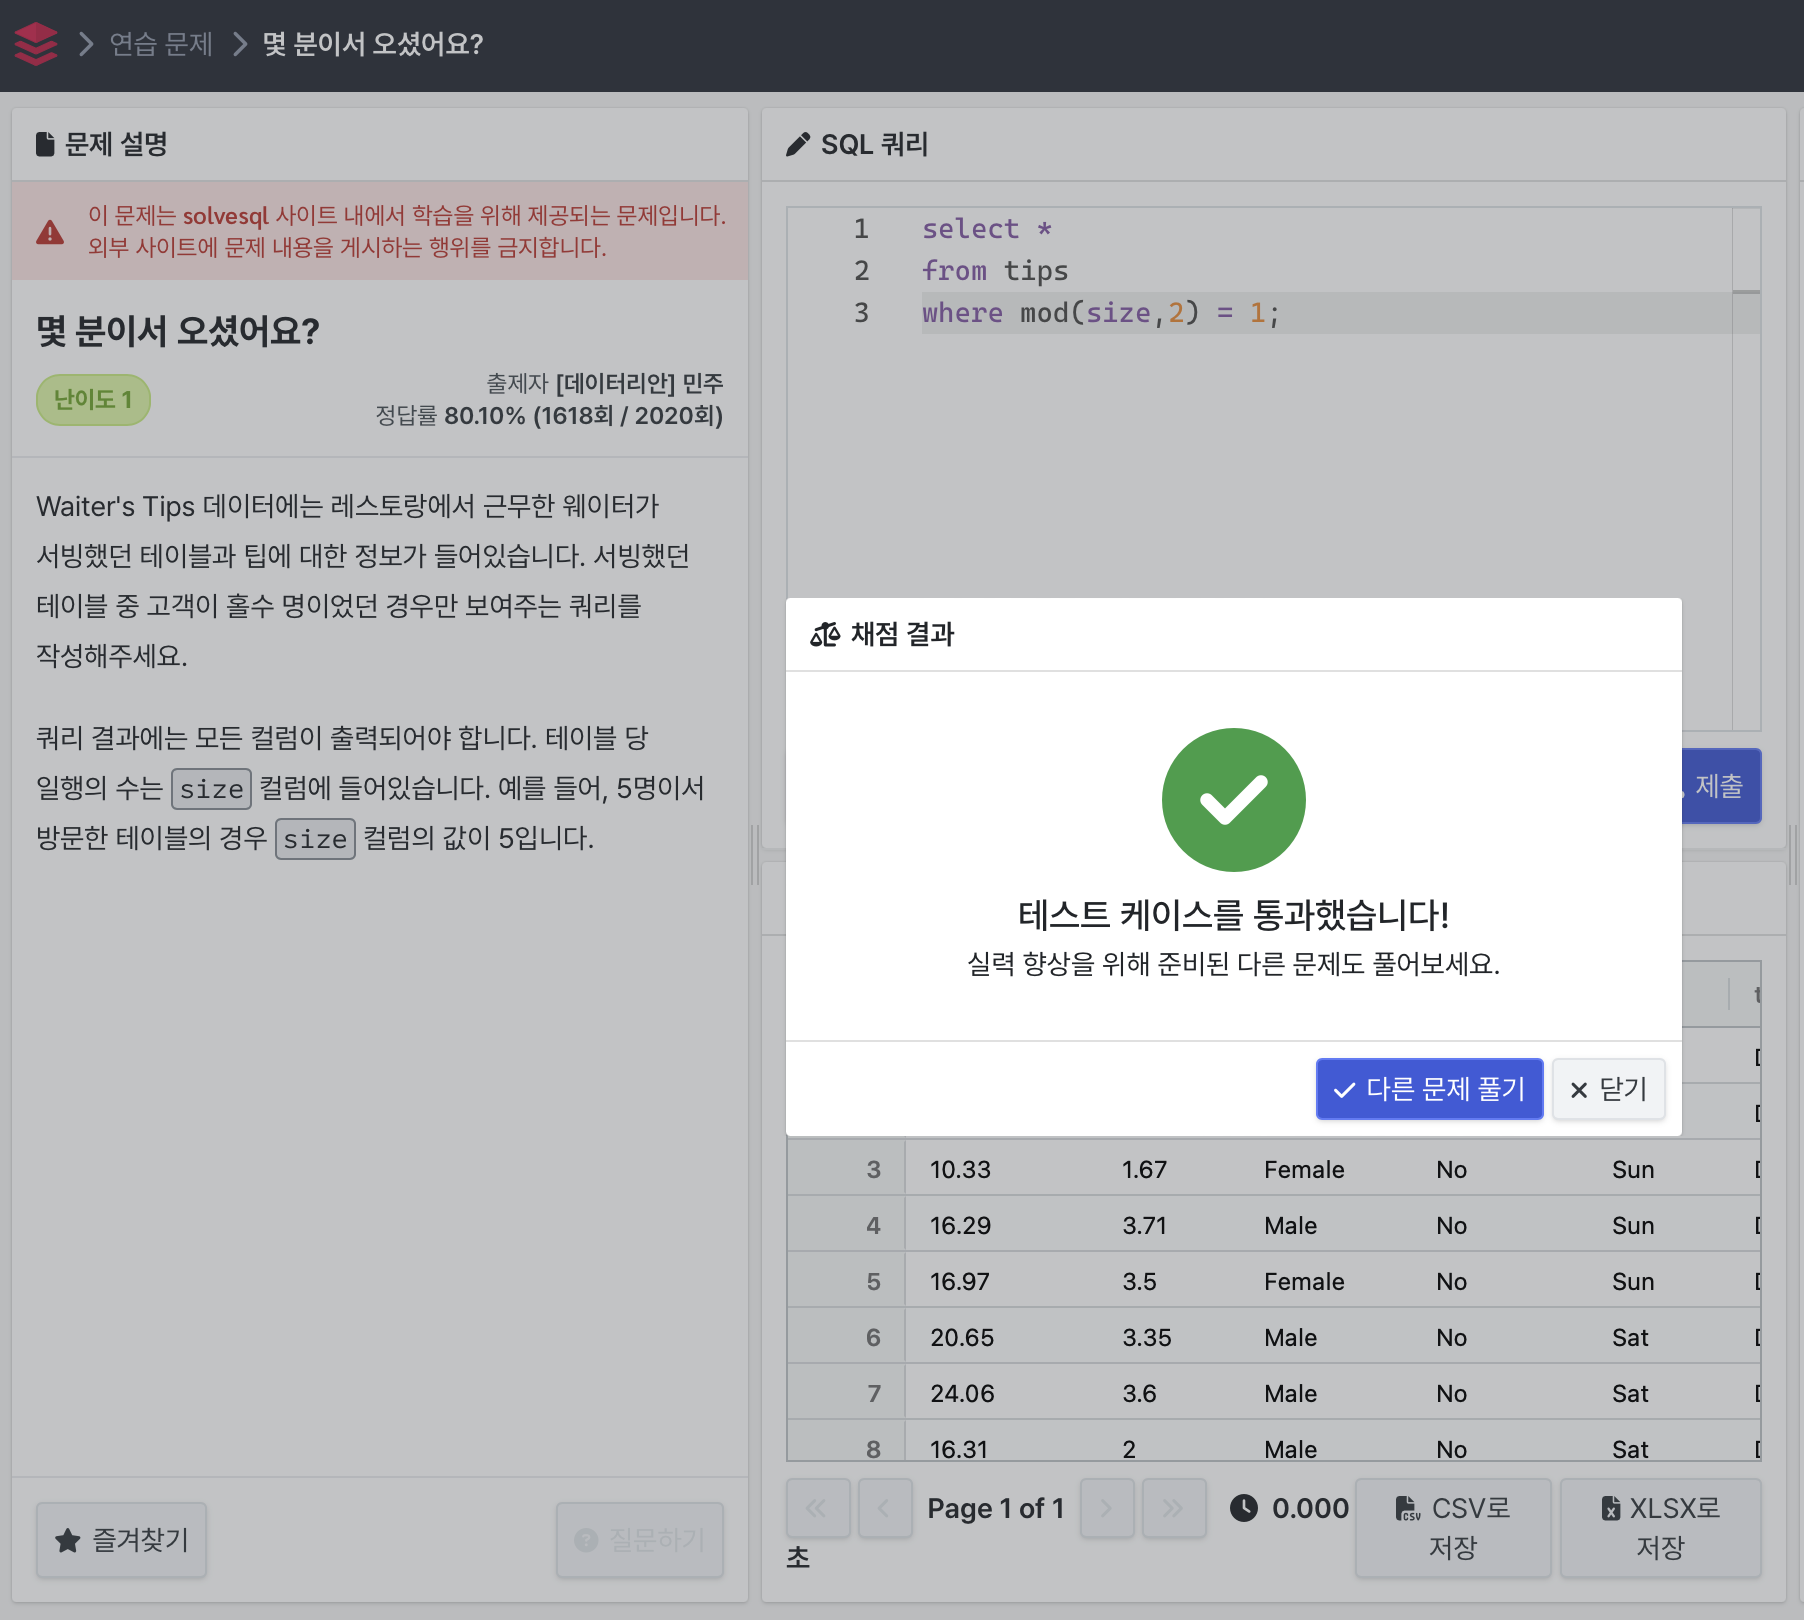 연습 문제
몇 분이서 오셨어요?
문제 설명
이 문제는 solvesql 사이트 내에서 학습을 위해 제공되는 문제입니다.
외부 사이트에 문제 내용을 게시하는 행위를 금지합니다.
몇 분이서 오셨어요?
난이도 1
출제자 [데이터리안] 민주
정답률 80.10% (1618회 / 2020회)
Waiter's Tips 데이터에는 레스토랑에서 근무한 웨이터가
서빙했던 테이블과 팁에 대한 정보가 들어있습니다. 서빙했던
테이블 중 고객이 홀수 명이었던 경우만 보여주는 쿼리를
작성해주세요.
쿼리 결과에는 모든 컬럼이 출력되어야 합니다. 테이블 당
일행의 수는 size 컬럼에 들어있습니다. 예를 들어, 5명이서
방문한 테이블의 경우 size 컬럼의 값이 5입니다.
즐겨찾기
질문하기
SQL 쿼리
1 select *
2 from tips
3 where mod(size,2) = 1;
제출
채점 결과
테스트 케이스를 통과했습니다!
실력 향상을 위해 준비된 다른 문제도 풀어보세요.
다른 문제 풀기
닫기
3 10.33 1.67 Female No Sun
4 16.29 3.71 Male No Sun
5 16.97 3.5 Female No Sun
6 20.65 3.35 Male No Sat
7 24.06 3.6 Male No Sat
8 16.31 2 Male No Sat
Page 1 of 1
0.000
초
CSV로
저장
XLSX로
저장